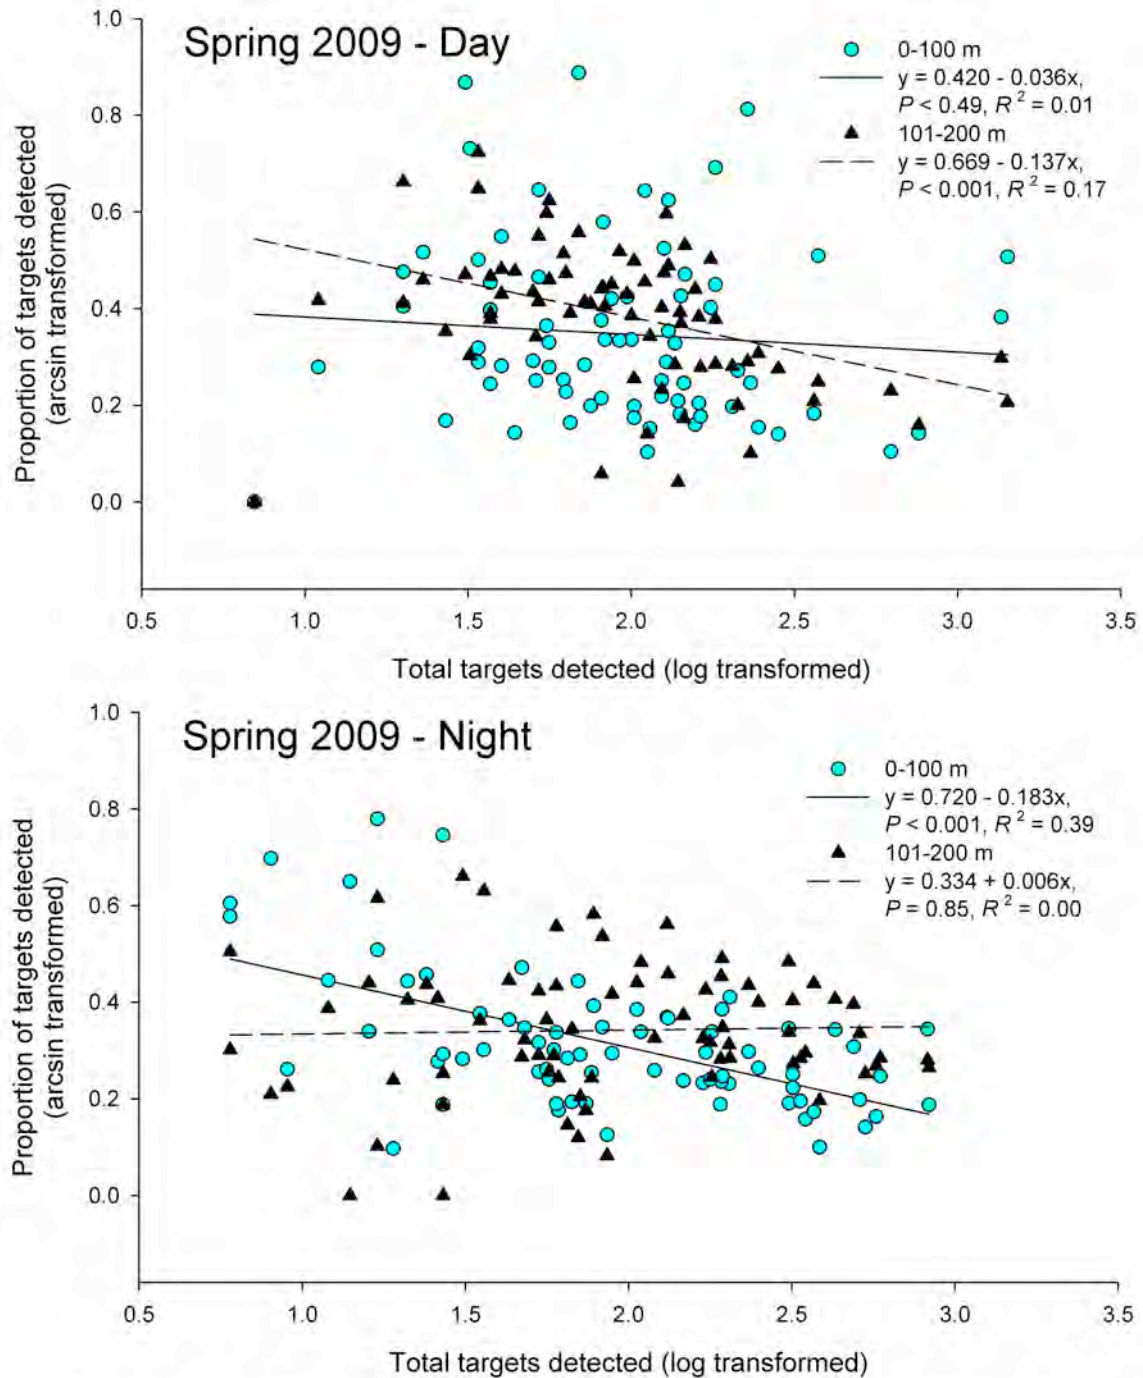 Spring 2009 - Day
0-100 m
y = 0.420 - 0.036x,
P < 0.49, R² = 0.01
101-200 m
y = 0.669 - 0.137x,
P < 0.001, R² = 0.17
Proportion of targets detected
(arcsin transformed)
1.0
0.8
0.6
0.4
0.2
0.0
0.5 1.0 1.5 2.0 2.5 3.0 3.5
Total targets detected (log transformed)
Spring 2009 - Night
0-100 m
y = 0.720 - 0.183x,
P < 0.001, R² = 0.39
101-200 m
y = 0.334 + 0.006x,
P = 0.85, R² = 0.00
Proportion of targets detected
(arcsin transformed)
1.0
0.8
0.6
0.4
0.2
0.0
0.5 1.0 1.5 2.0 2.5 3.0 3.5
Total targets detected (log transformed)